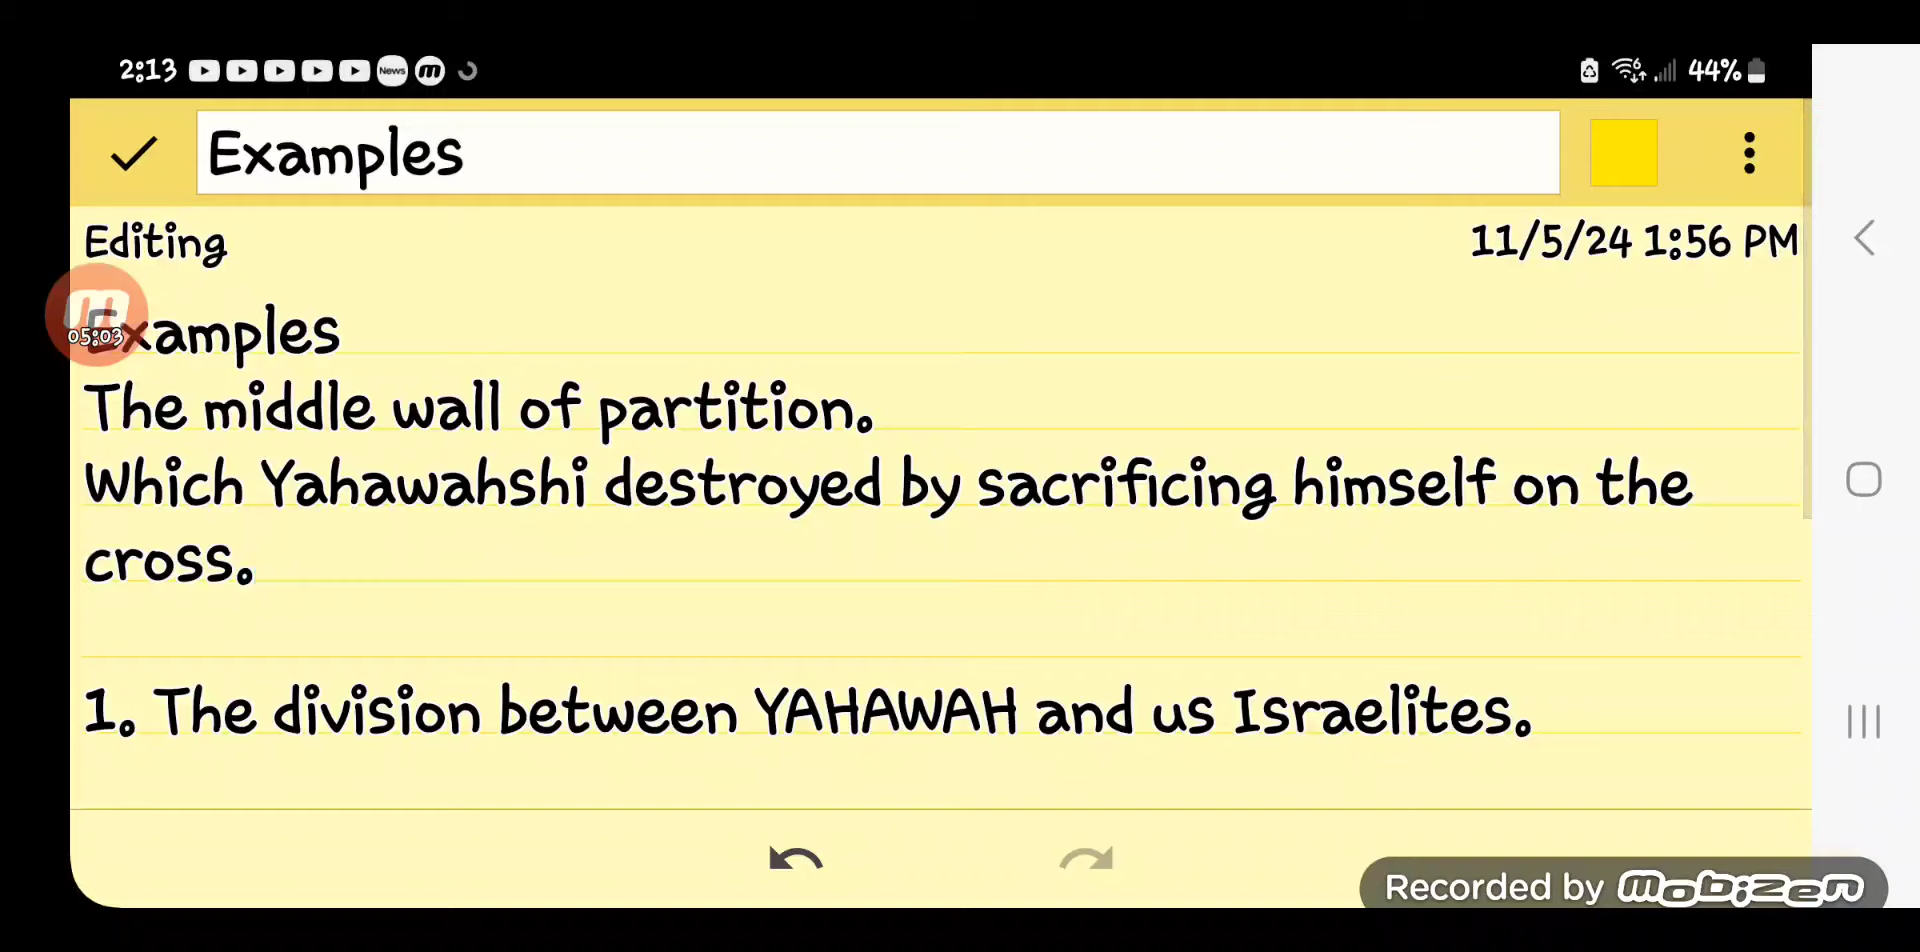 2:13 News m 44%
Examples
Editing 11/5/24 1:56 PM
05:03
Examples
The middle wall of partition.
Which Yahawahshi destroyed by sacrificing himself on the
cross.
1. The division between YAHAWAH and us Israelites.
Recorded by mobizen